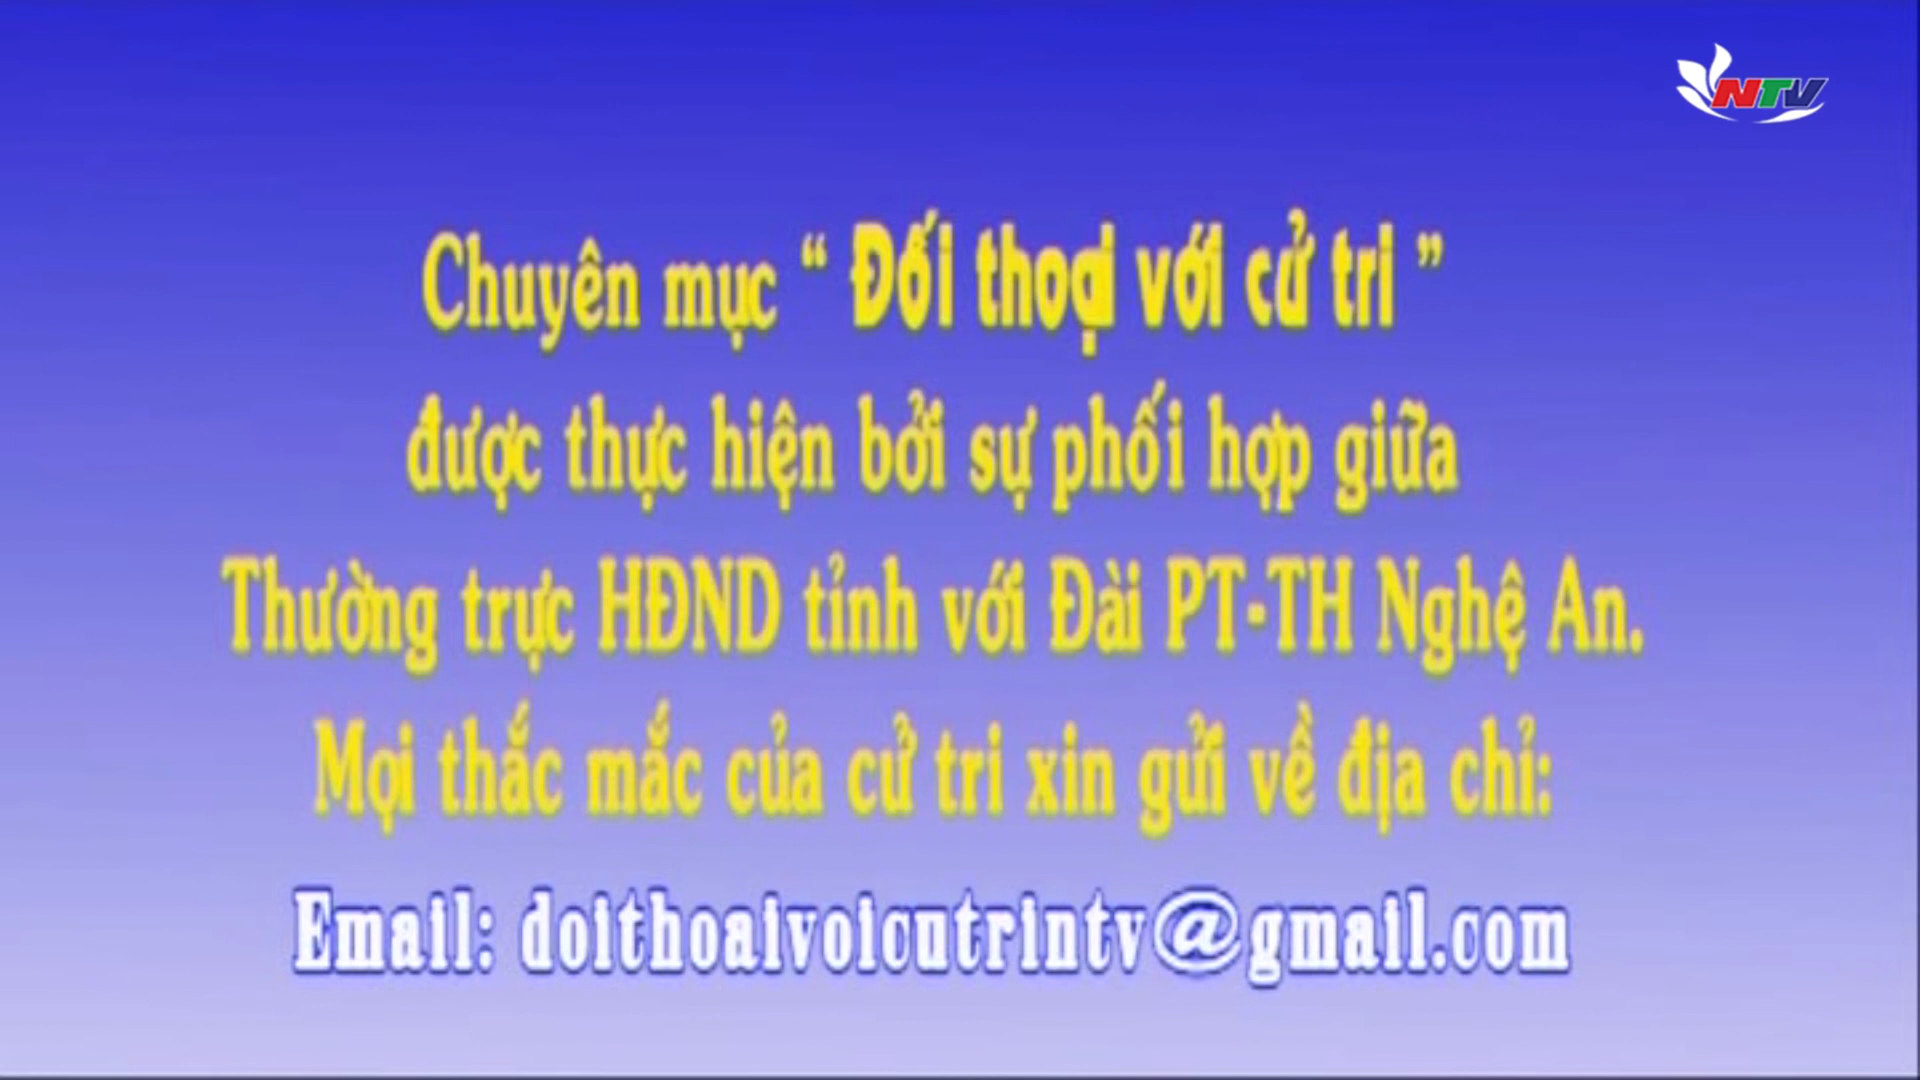 NTV
Chuyên mục “ Đối thoại với cử tri ”
được thực hiện bởi sự phối hợp giữa
Thường trực HĐND tỉnh với Đài PT-TH Nghệ An.
Mọi thắc mắc của cử tri xin gửi về địa chỉ:
Email: doithoaivoicutrintv@gmail.com